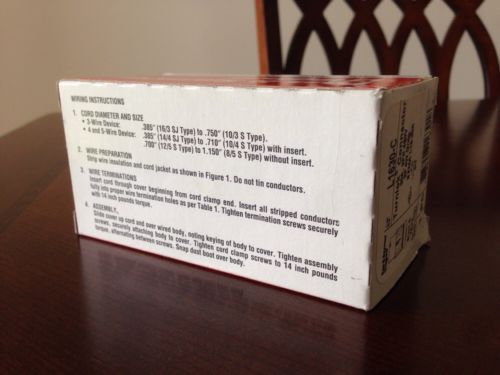 WIRING INSTRUCTIONS
1. CORD DIAMETER AND SIZE
• 3-Wire Device: .385" (16/3 SJ Type) to .750" (10/3 S Type).
• 4 and 5-Wire Device: .385" (14/4 SJ Type) to .710" (10/4 S Type) with insert.
.700" (12/5 S Type) to 1.150" (8/5 S Type) without insert.
2. WIRE PREPARATION
Strip wire insulation and cord jacket as shown in Figure 1. Do not tin conductors.
3. WIRE TERMINATIONS
Insert cord through cover beginning from cord clamp end. Insert all stripped conductors
fully into proper wire termination holes as per Table 1. Tighten termination screws securely
with 14 inch pounds torque.
4. ASSEMBLY
Slide cover up cord and over wired body, noting keying of body to cover. Tighten assembly
screws, securely attaching body to cover. Tighten cord clamp screws to 14 inch pounds
torque, alternating between screws. Snap dust boot over body.
L1630-C